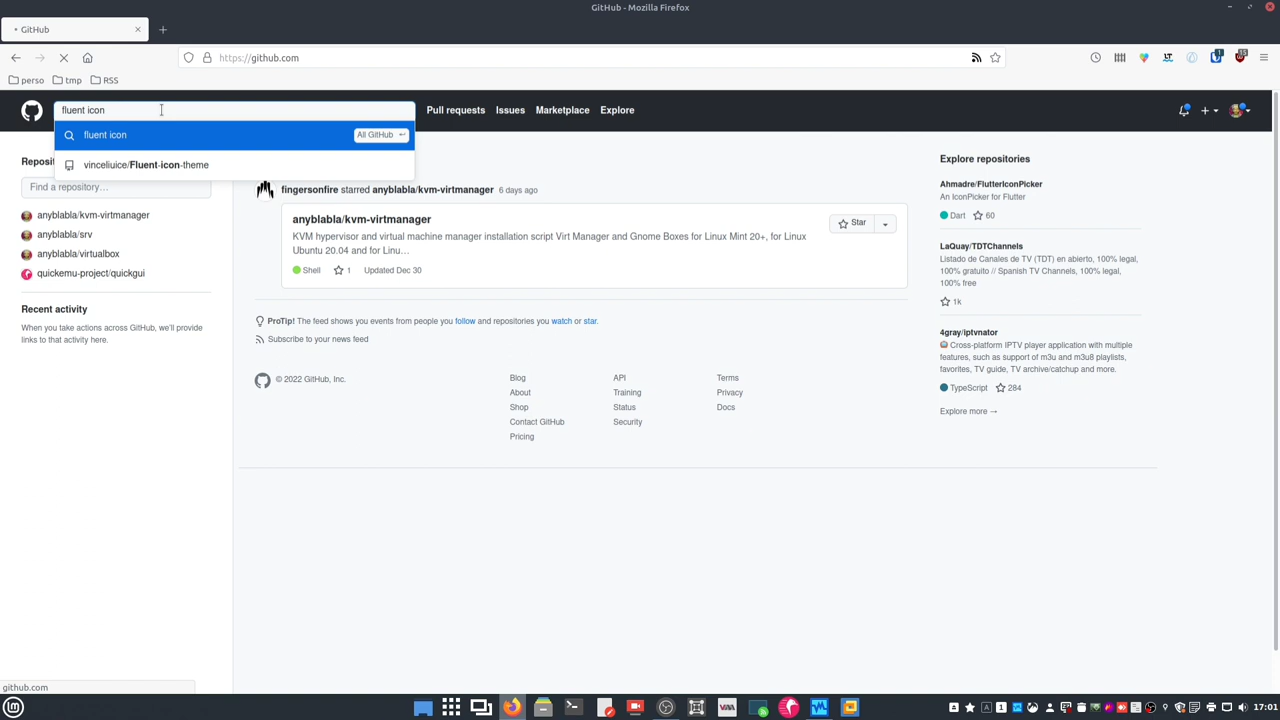 GitHub - Mozilla Firefox
GitHub
https://github.com
perso
tmp
RSS
fluent icon
Pull requests
Issues
Marketplace
Explore
fluent icon
All GitHub
vinceliuice/Fluent-icon-theme
Reposi
Find a repository…
anyblabla/kvm-virtmanager
anyblabla/srv
anyblabla/virtualbox
quickemu-project/quickgui
Recent activity
When you take actions across GitHub, we'll provide
links to that activity here.
fingersonfire starred anyblabla/kvm-virtmanager 6 days ago
anyblabla/kvm-virtmanager
Star
KVM hypervisor and virtual machine manager installation script Virt Manager and Gnome Boxes for Linux Mint 20+, for Linux
Ubuntu 20.04 and for Linu…
Shell
1
Updated Dec 30
ProTip! The feed shows you events from people you follow and repositories you watch or star.
Subscribe to your news feed
© 2022 GitHub, Inc.
Blog
About
Shop
Contact GitHub
Pricing
API
Training
Status
Security
Terms
Privacy
Docs
Explore repositories
Ahmadre/FlutterIconPicker
An IconPicker for Flutter
Dart
60
LaQuay/TDTChannels
Listado de Canales de TV (TDT) en abierto, 100% legal,
100% gratuito // Spanish TV Channels, 100% legal,
100% free
1k
4gray/iptvnator
Cross-platform IPTV player application with multiple
features, such as support of m3u and m3u8 playlists,
favorites, TV guide, TV archive/catchup and more.
TypeScript
284
Explore more →
github.com
17:01